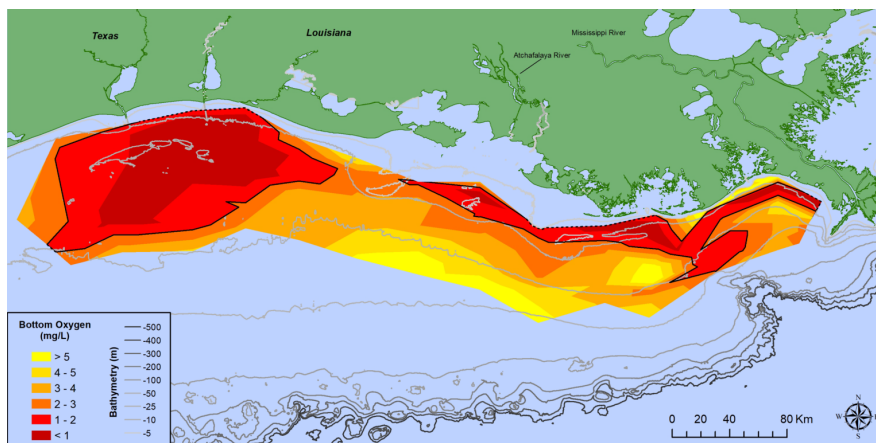 Texas
Louisiana
Mississippi River
Atchafalaya River
Bottom Oxygen
(mg/L)
> 5
4 - 5
3 - 4
2 - 3
1 - 2
< 1
Bathymetry (m)
-500
-400
-300
-200
-100
-50
-25
-10
-5
0 20 40 80 Km
N
W E
S